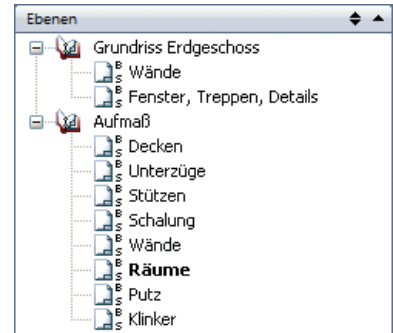 Ebenen
Grundriss Erdgeschoss
B S Wände
B S Fenster, Treppen, Details
Aufmaß
B S Decken
B S Unterzüge
B S Stützen
B S Schalung
B S Wände
B S Räume
B S Putz
B S Klinker